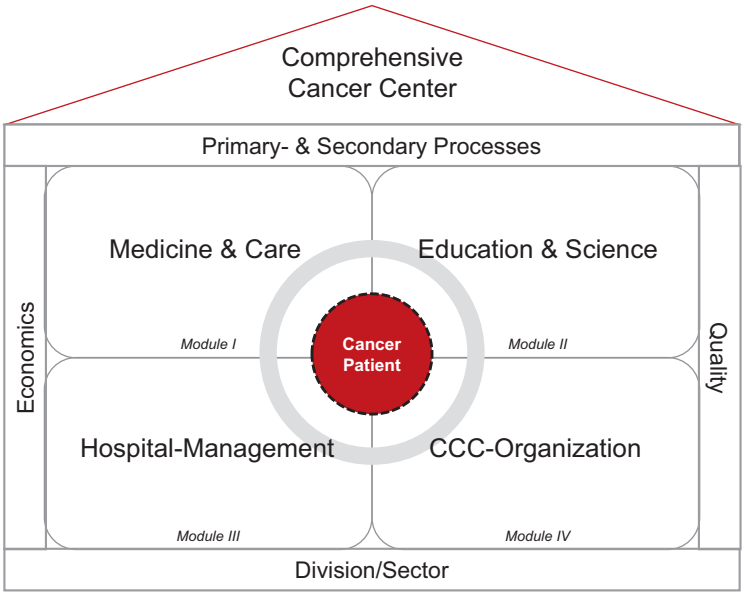 Comprehensive
Cancer Center
Primary- & Secondary Processes
Medicine & Care
Education & Science
Economics
Module I
Cancer
Patient
Module II
Quality
Hospital-Management
CCC-Organization
Module III
Module IV
Division/Sector